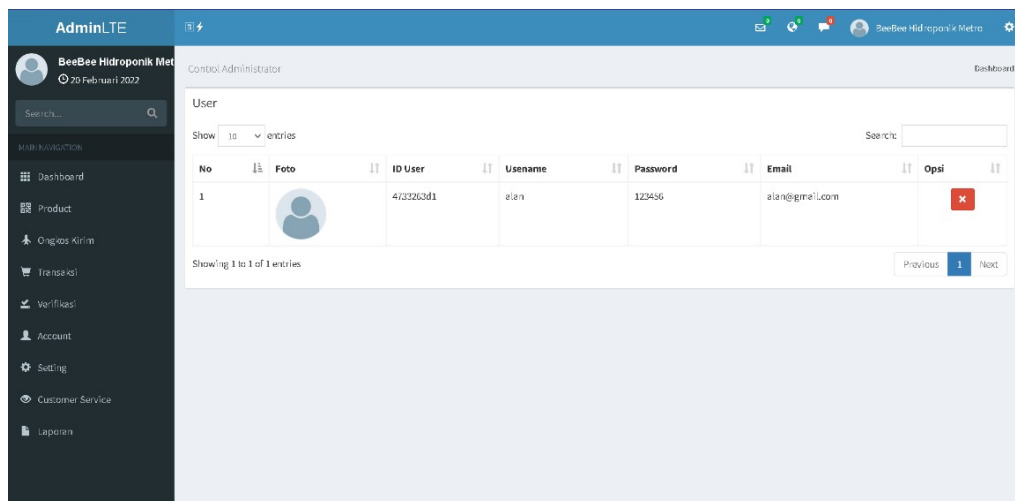 AdminLTE
BeeBee Hidroponik Metro
BeeBee Hidroponik Met
20 Februari 2022
Control Administrator
Dashboard
Search...
MAIN NAVIGATION
Dashboard
Product
Ongkos Kirim
Transaksi
Verifikasi
Account
Setting
Customer Service
Laporan
User
Show 10 entries
Search:
No Foto ID User Usename Password Email Opsi
1 4733263d1 alan 123456 alan@gmail.com
Showing 1 to 1 of 1 entries
Previous 1 Next